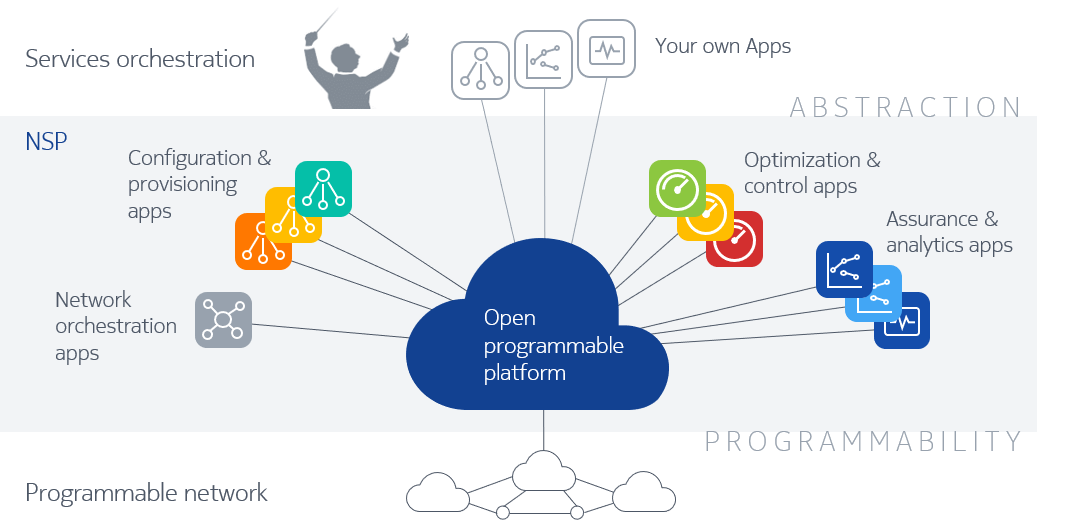 Services orchestration
Your own Apps
ABSTRACTION
NSP
Configuration &
provisioning
apps
Optimization &
control apps
Assurance &
analytics apps
Network
orchestration
apps
Open
programmable
platform
PROGRAMMABILITY
Programmable network